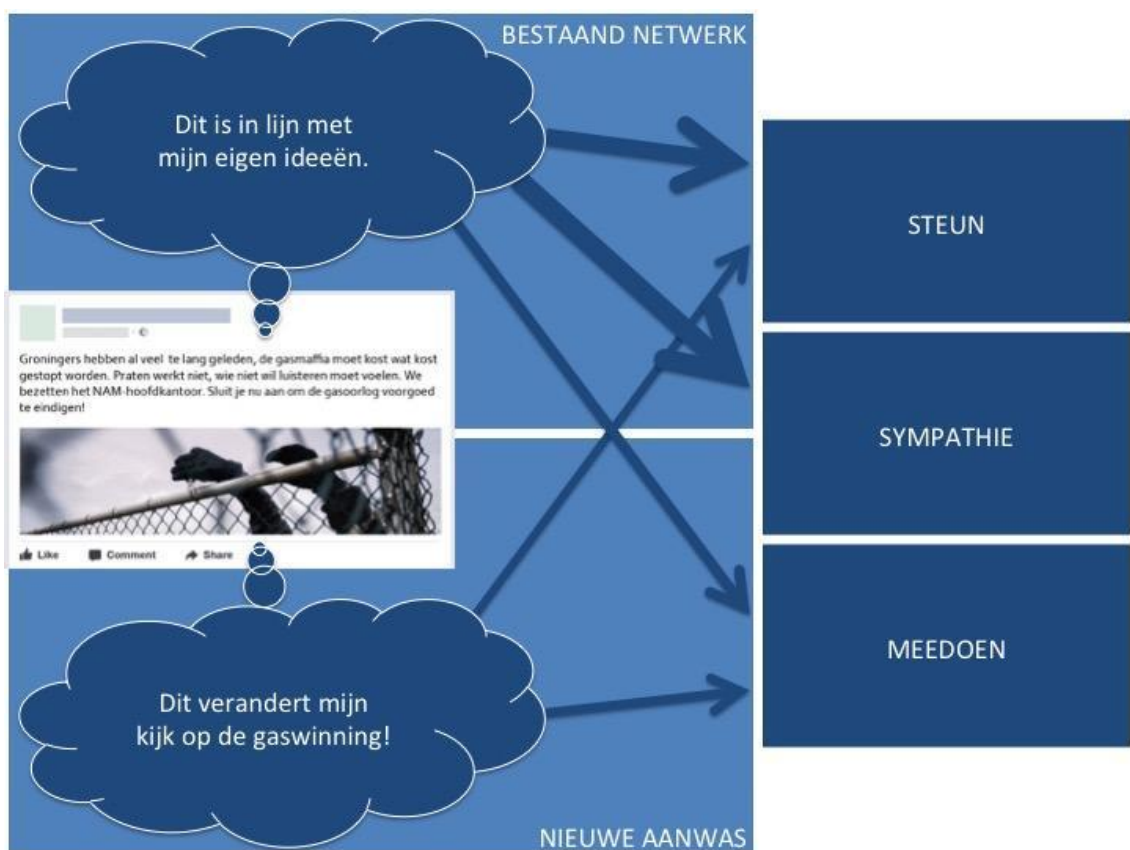 BESTAAND NETWERK
Dit is in lijn met
mijn eigen ideeën.
Groningers hebben al veel te lang geleden, de gasmaffia moet kost wat kost
gestopt worden. Praten werkt niet, wie niet wil luisteren moet voelen. We
bezetten het NAM-hoofdkantoor. Sluit je nu aan om de gasoorlog voorgoed
te eindigen!
Like Comment Share
Dit verandert mijn
kijk op de gaswinning!
NIEUWE AANWAS
STEUN
SYMPATHIE
MEEDOEN